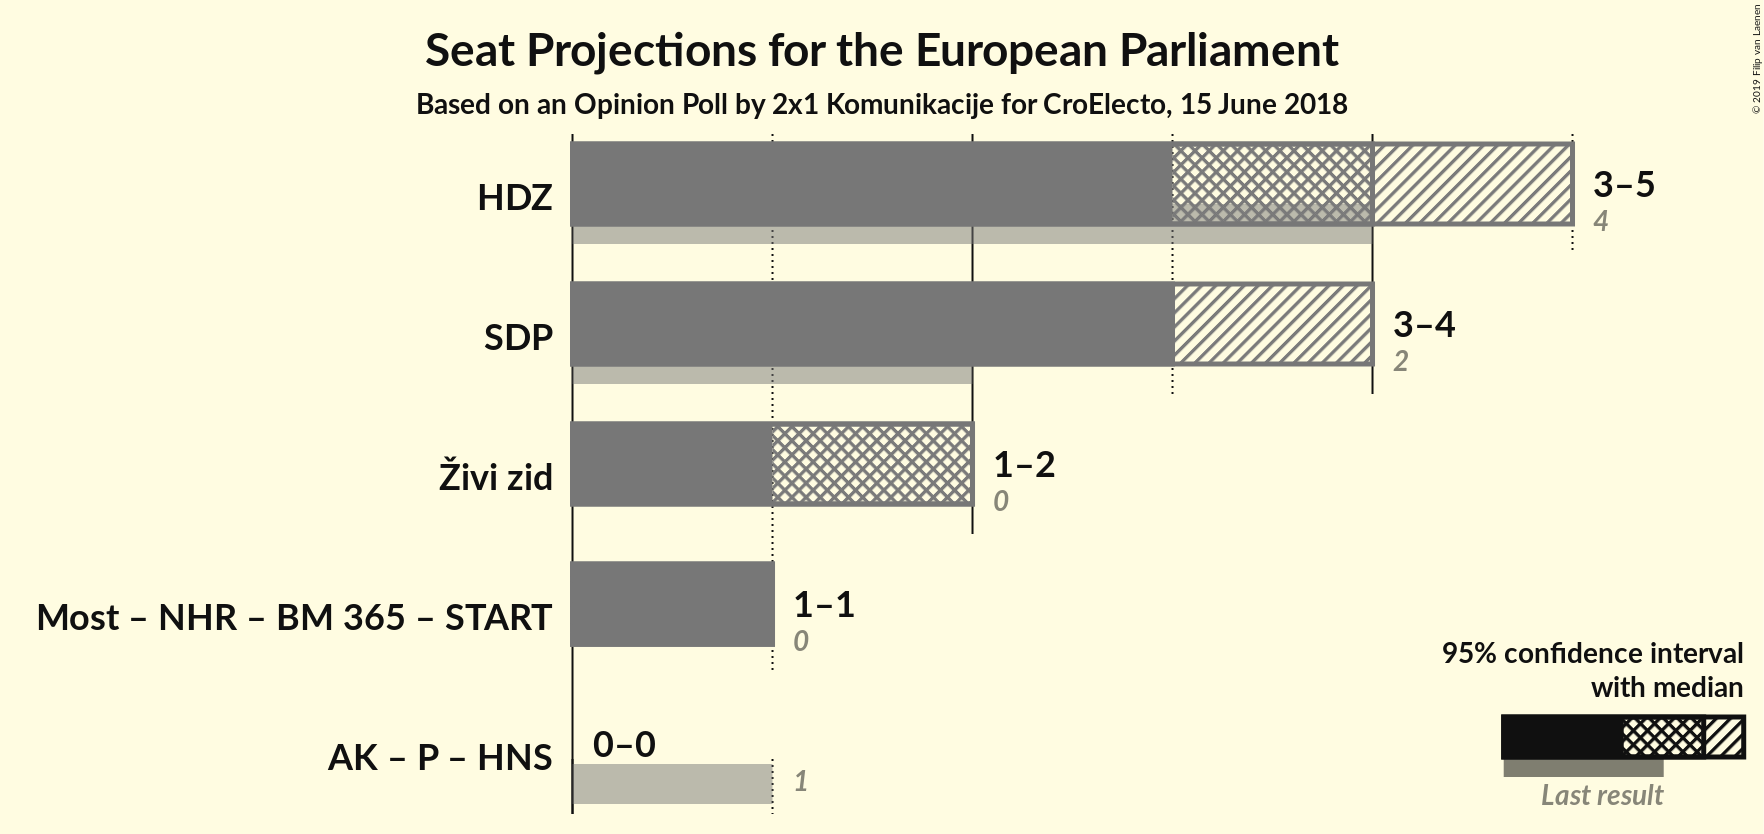 Seat Projections for the European Parliament
Based on an Opinion Poll by 2x1 Komunikacije for CroElecto, 15 June 2018
© 2019 Filip van Laenen
HDZ
3–5
4
SDP
3–4
2
Živi zid
1–2
0
Most – NHR – BM 365 – START
1–1
0
AK – P – HNS
0–0
1
95% confidence interval
with median
Last result